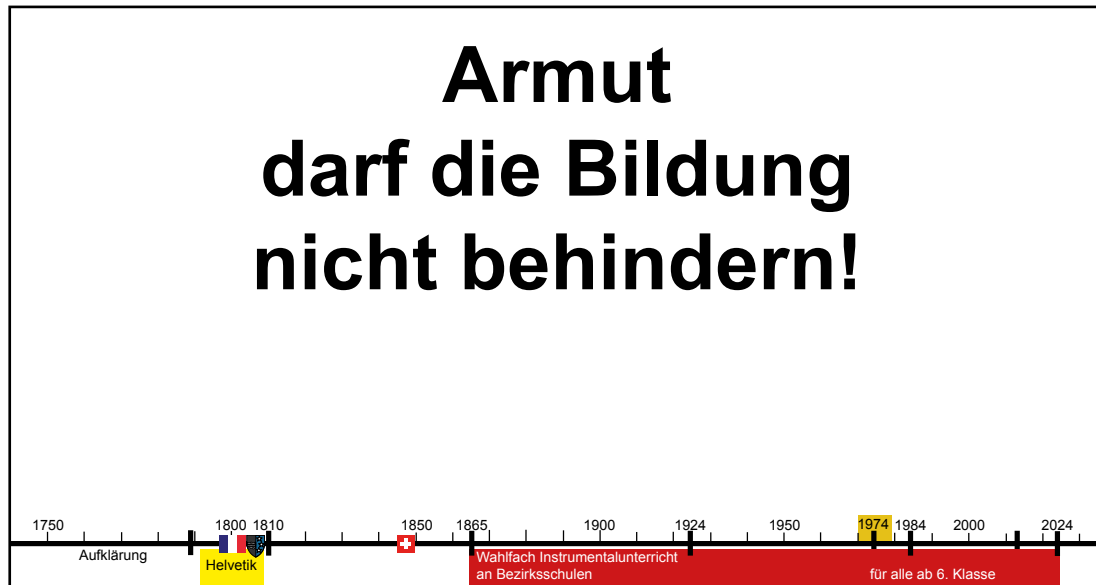 Armut
darf die Bildung
nicht behindern!
1750 1800 1810 1850 1865 1900 1924 1950 1974 1984 2000 2024
Aufklärung Helvetik Wahlfach Instrumentalunterricht
an Bezirksschulen für alle ab 6. Klasse